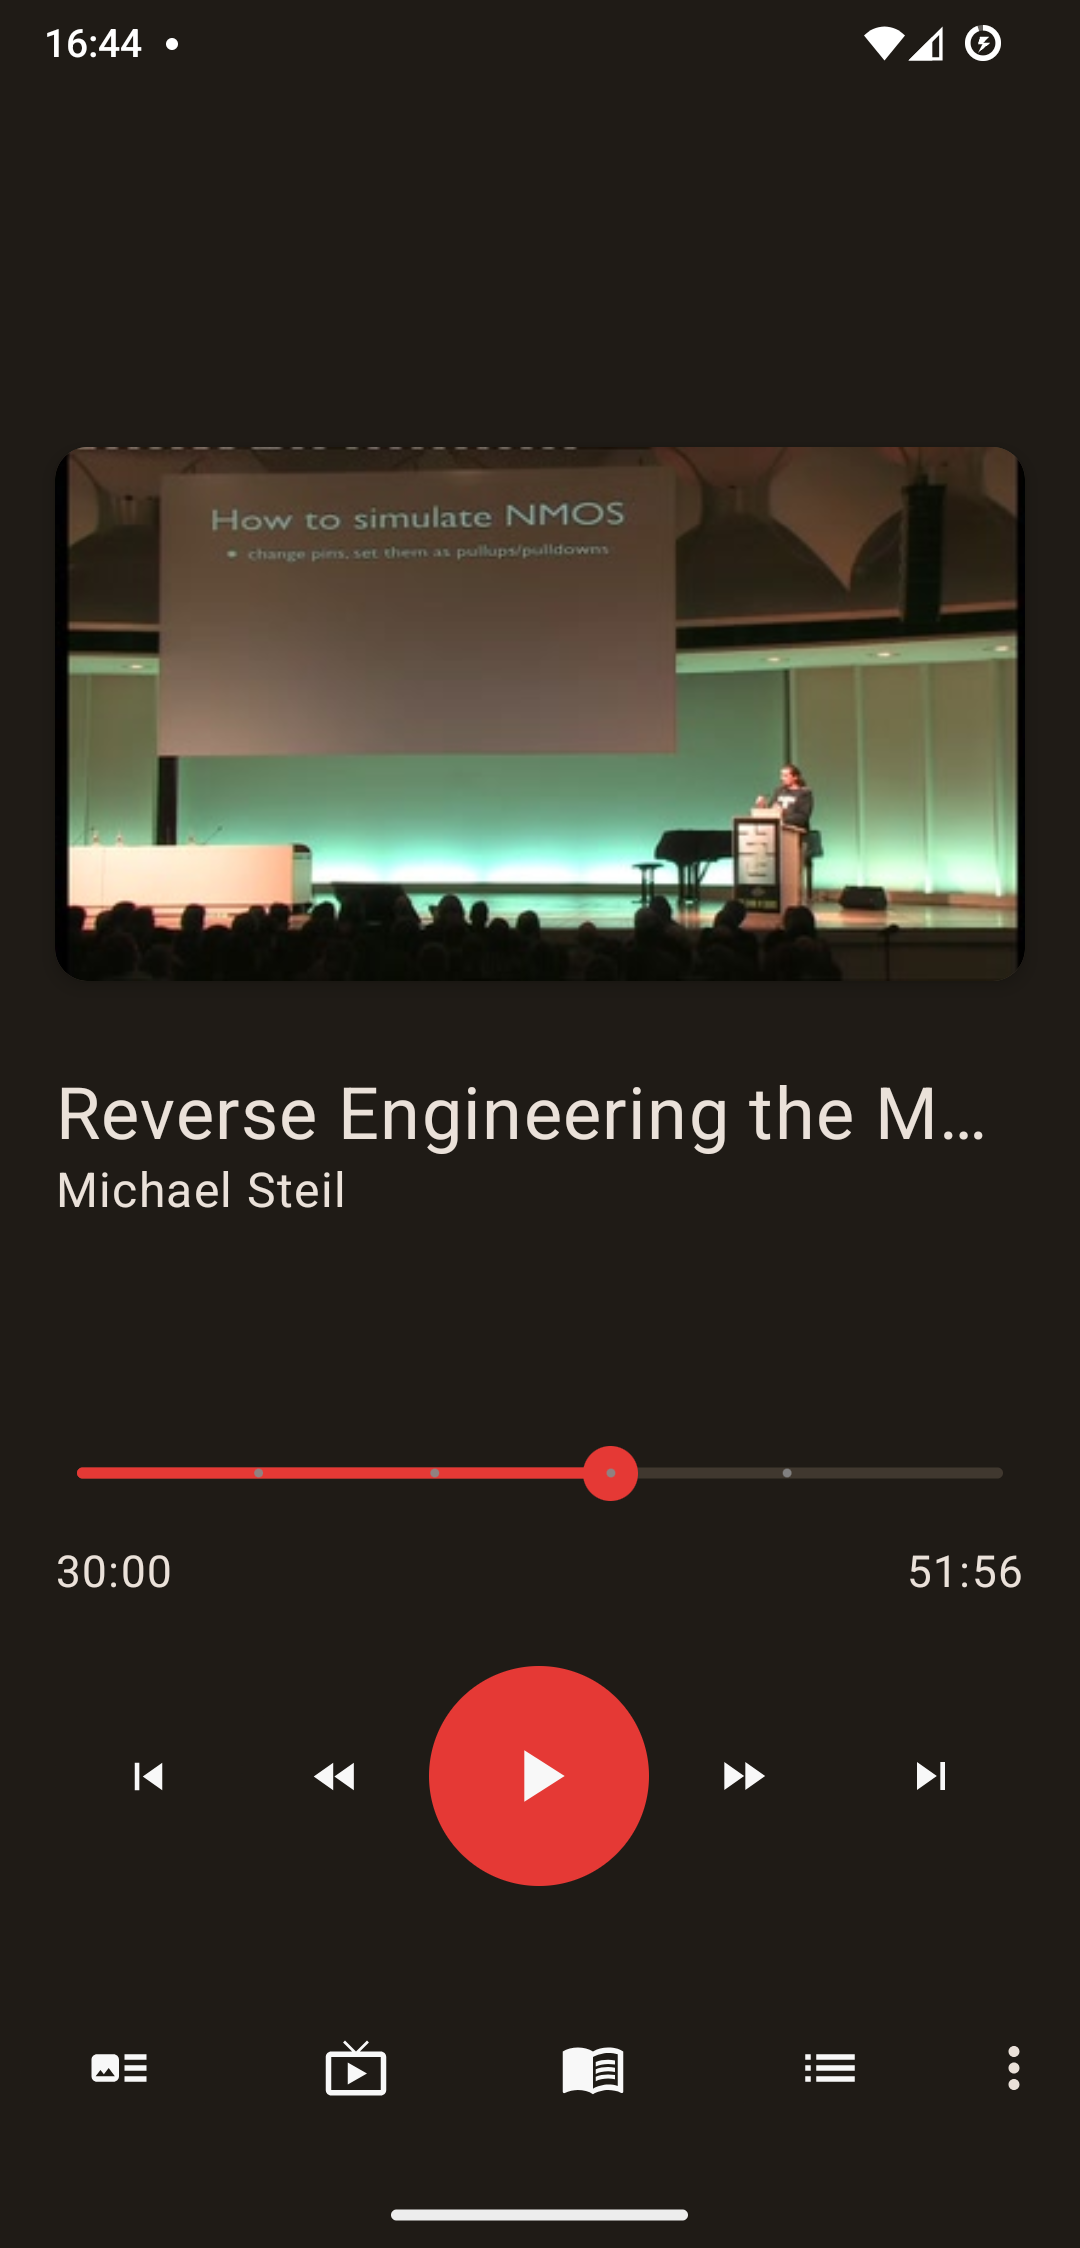 16:44
How to simulate NMOS
• change pins, set them as pullups/pulldowns
Reverse Engineering the M...
Michael Steil
30:00
51:56